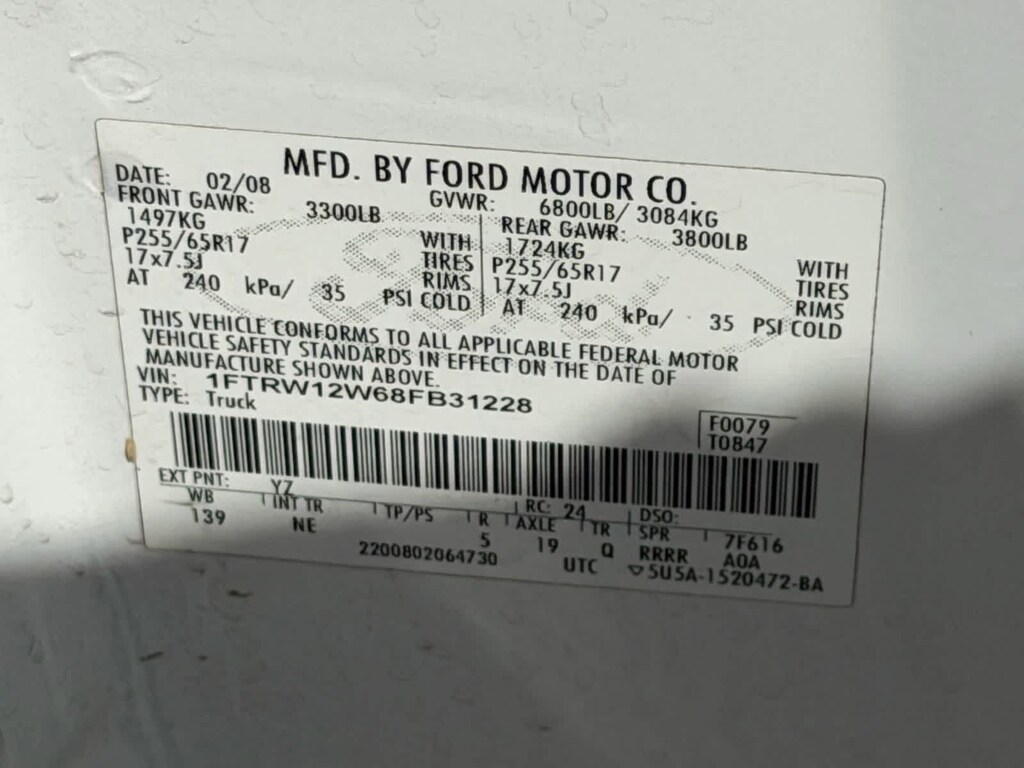 MFD. BY FORD MOTOR CO.
DATE: 02/08 GVWR: 6800LB/ 3084KG
FRONT GAWR: 3300LB REAR GAWR: 3800LB
1497KG WITH 1724KG WITH
P255/65R17 TIRES P255/65R17 TIRES
17x7.5J RIMS 17x7.5J RIMS
AT 240 kPa/ 35 PSI COLD AT 240 kPa/ 35 PSI COLD
THIS VEHICLE CONFORMS TO ALL APPLICABLE FEDERAL MOTOR
VEHICLE SAFETY STANDARDS IN EFFECT ON THE DATE OF
MANUFACTURE SHOWN ABOVE.
VIN: 1FTRW12W68FB31228
TYPE: Truck
F0079
T0847
EXT PNT: YZ RC: 24 DSO:
WB INT TR TP/PS R AXLE TR SPR 7F616
139 NE 5 19 Q RRRR A0A
2200802064730 UTC ▽5U5A-1520472-BA